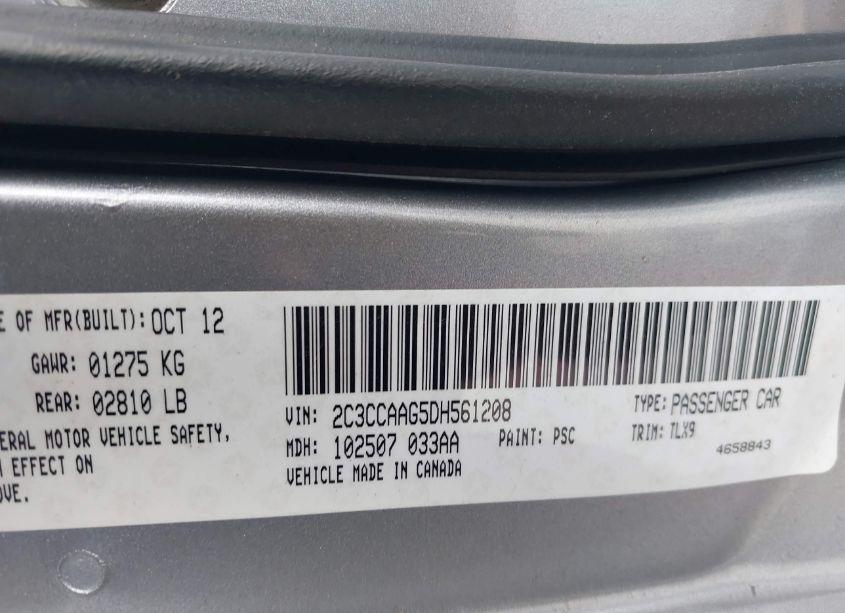 E OF MFR(BUILT): OCT 12
GAWR: 01275 KG
REAR: 02810 LB
ERAL MOTOR VEHICLE SAFETY,
EFFECT ON
OVE.
VIN: 2C3CCAAG5DH561208
TYPE: PASSENGER CAR
MDH: 102507 033AA
PAINT: PSC
TRIM: TLX9
VEHICLE MADE IN CANADA
4658843